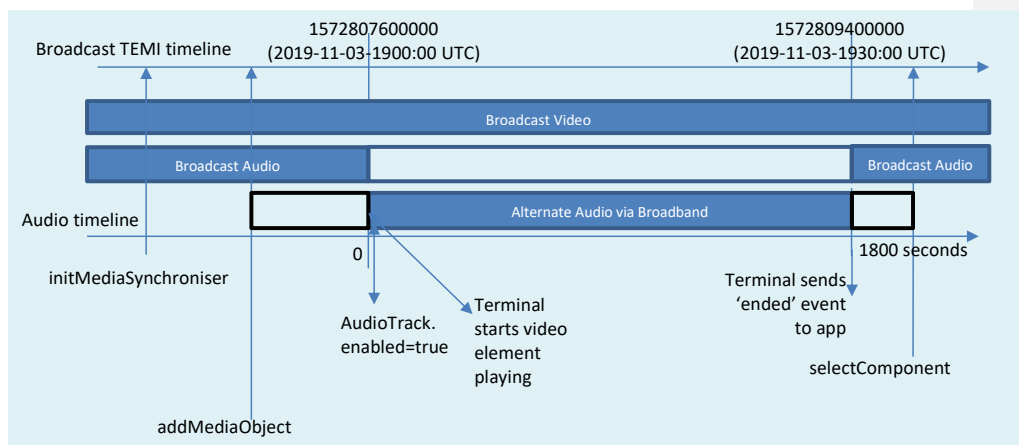 1572807600000
(2019-11-03-1900:00 UTC)
1572809400000
(2019-11-03-1930:00 UTC)
Broadcast TEMI timeline
Broadcast Video
Broadcast Audio
Broadcast Audio
Alternate Audio via Broadband
Audio timeline
0
1800 seconds
initMediaSynchroniser
AudioTrack.
enabled=true
Terminal
starts video
element
playing
Terminal sends
'ended' event
to app
selectComponent
addMediaObject